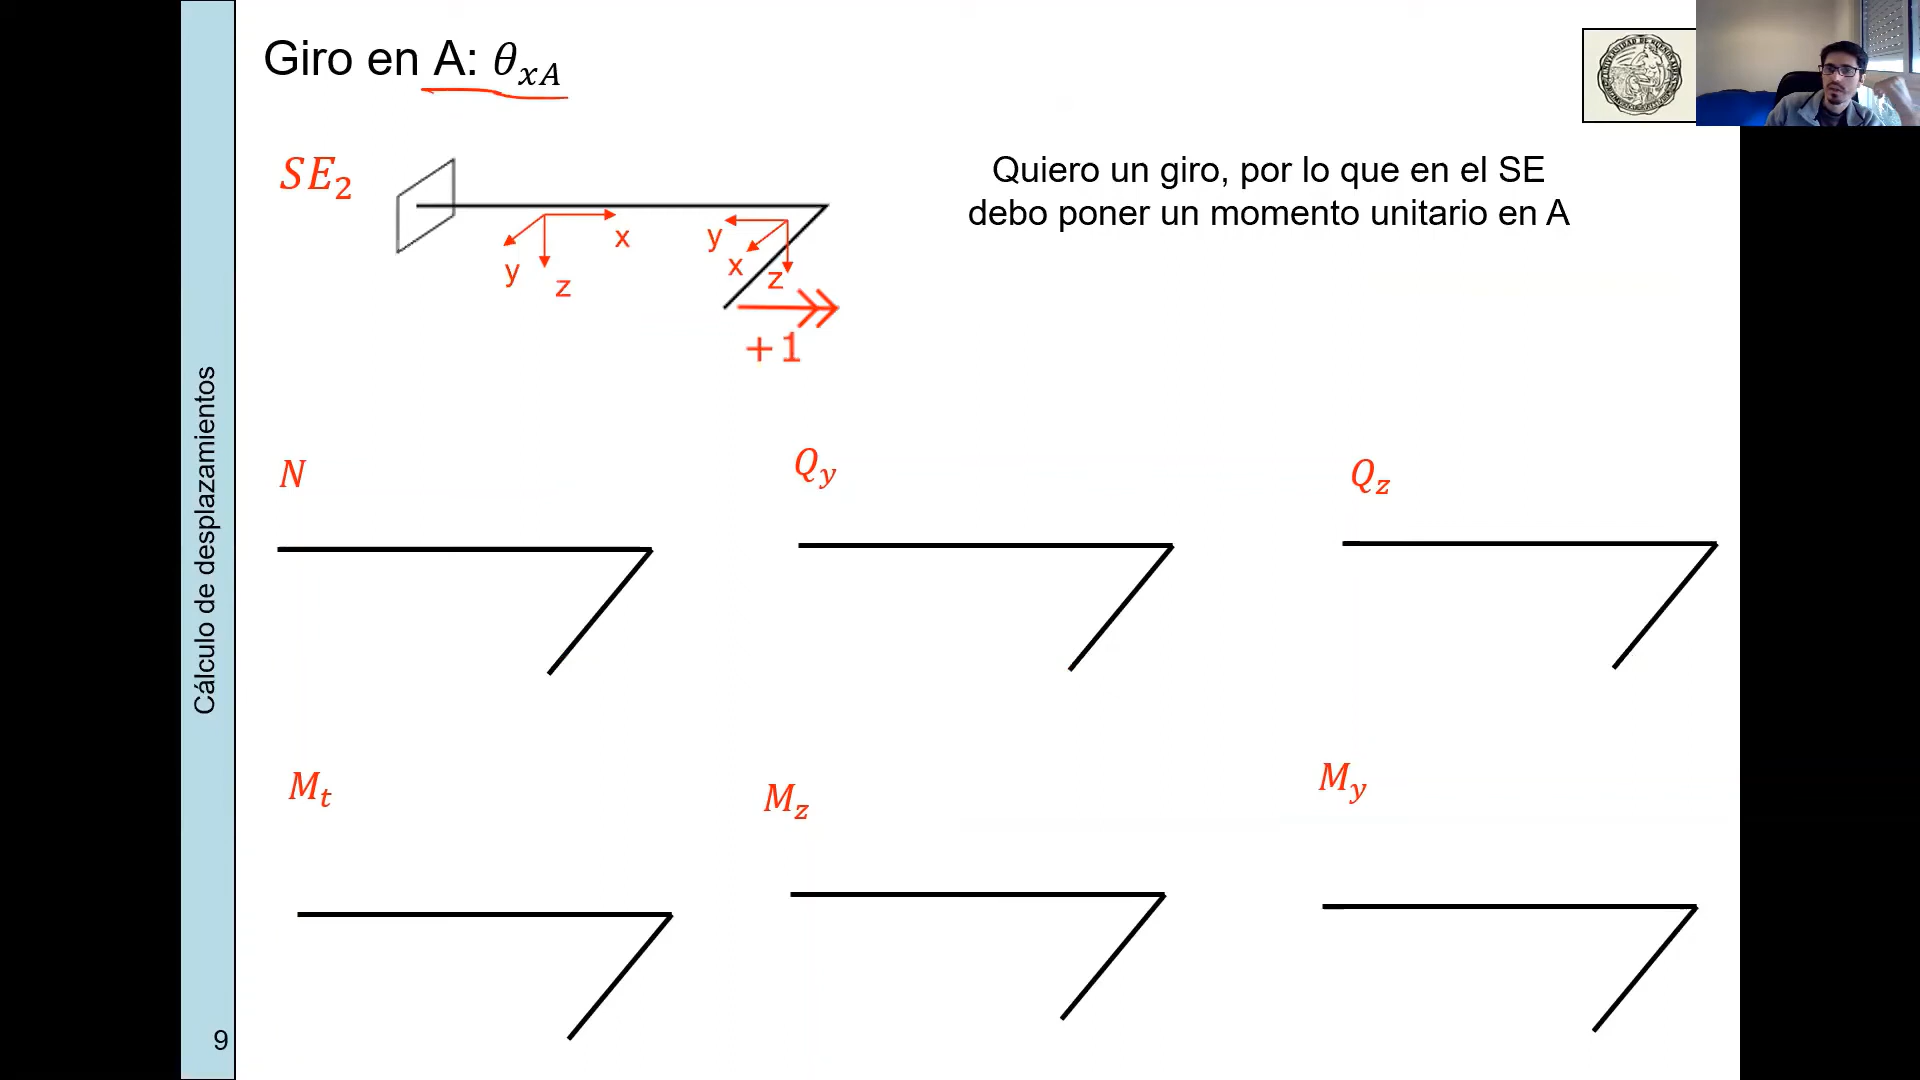 Giro en A: θxA
SE2
Quiero un giro, por lo que en el SE
debo poner un momento unitario en A
x
y
z
y
x
z
+1
N
Qy
Qz
Mt
Mz
My
Cálculo de desplazamientos
9